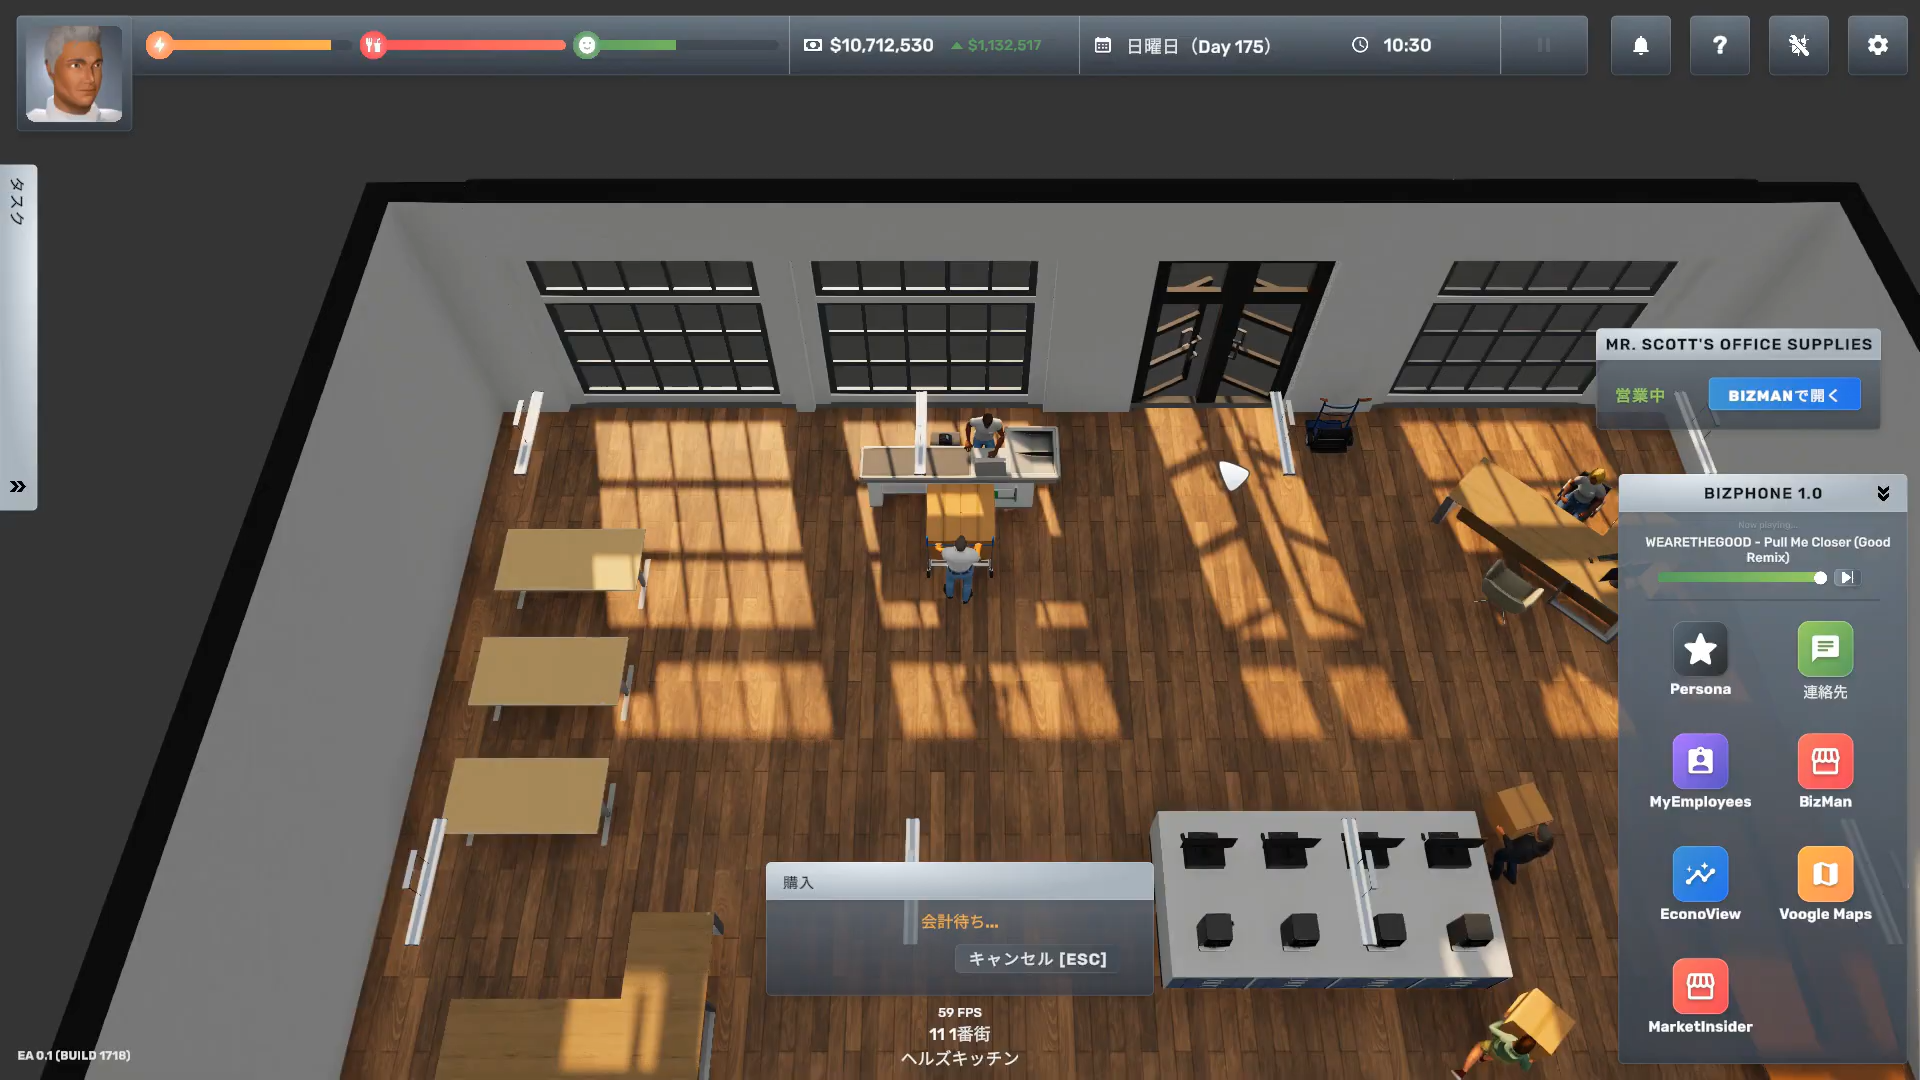 $10,712,530
$1,132,517
日曜日（Day 175）
10:30
?
タスク
MR. SCOTT'S OFFICE SUPPLIES
営業中
BIZMANで開く
BIZPHONE 1.0
Now playing...
WEARETHEGOOD - Pull Me Closer (Good
Remix)
Persona
連絡先
MyEmployees
BizMan
EconoView
Voogle Maps
MarketInsider
購入
会計待ち...
キャンセル [ESC]
59 FPS
11 1番街
ヘルズキッチン
EA 0.1 (BUILD 1718)